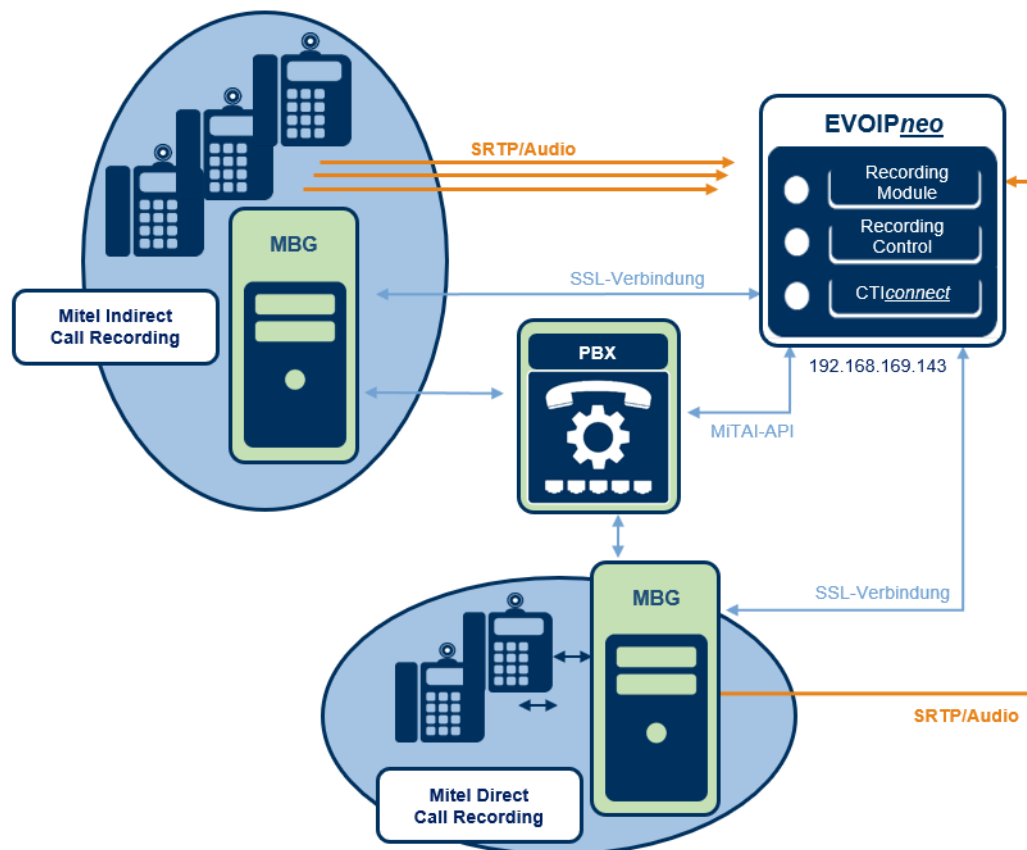 SRTP/Audio
EVOIPneo
Recording
Module
Recording
Control
CTIconnect
192.168.169.143
MBG
SSL-Verbindung
Mitel Indirect
Call Recording
PBX
MiTAI-API
MBG
SSL-Verbindung
SRTP/Audio
Mitel Direct
Call Recording